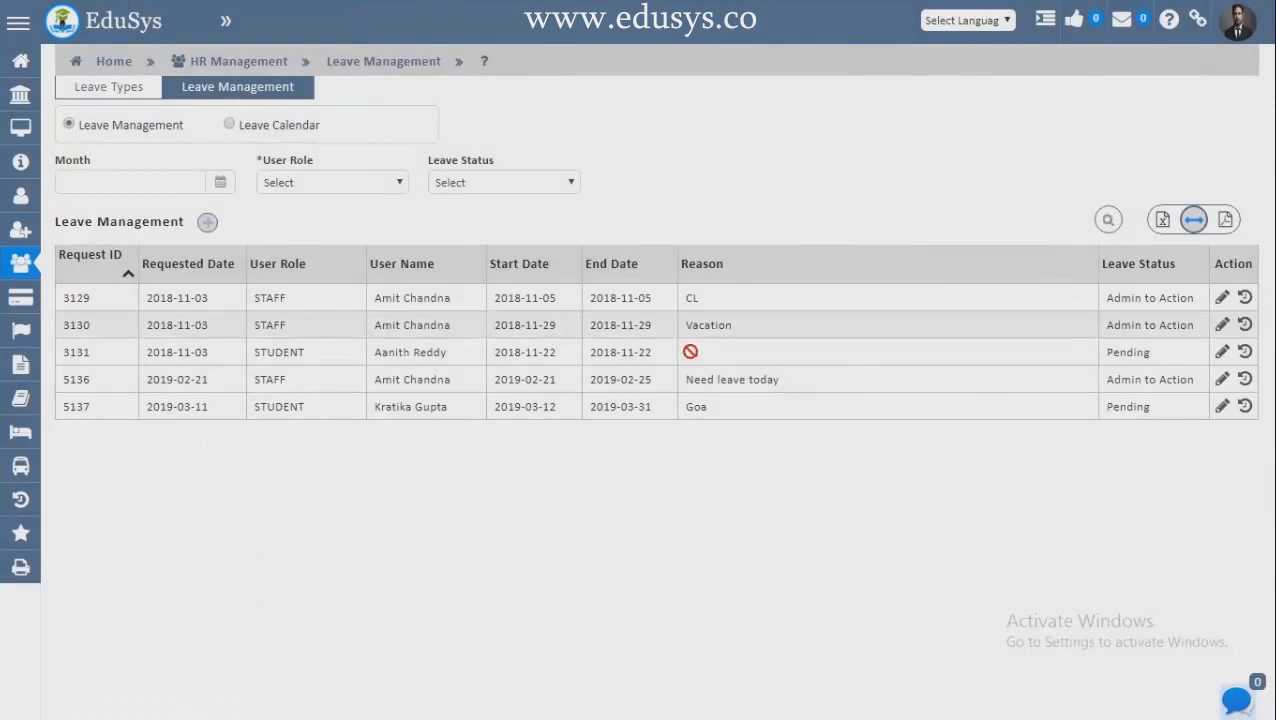 EduSys » www.edusys.co Select Languag 0 0
Home » HR Management » Leave Management » ?
Leave Types Leave Management
Leave Management Leave Calendar
Month *User Role Leave Status
Select Select
Leave Management
Request ID Requested Date User Role User Name Start Date End Date Reason Leave Status Action
3129 2018-11-03 STAFF Amit Chandna 2018-11-05 2018-11-05 CL Admin to Action
3130 2018-11-03 STAFF Amit Chandna 2018-11-29 2018-11-29 Vacation Admin to Action
3131 2018-11-03 STUDENT Aanith Reddy 2018-11-22 2018-11-22 Pending
5136 2019-02-21 STAFF Amit Chandna 2019-02-21 2019-02-25 Need leave today Admin to Action
5137 2019-03-11 STUDENT Kratika Gupta 2019-03-12 2019-03-31 Goa Pending
Activate Windows
Go to Settings to activate Windows.
0